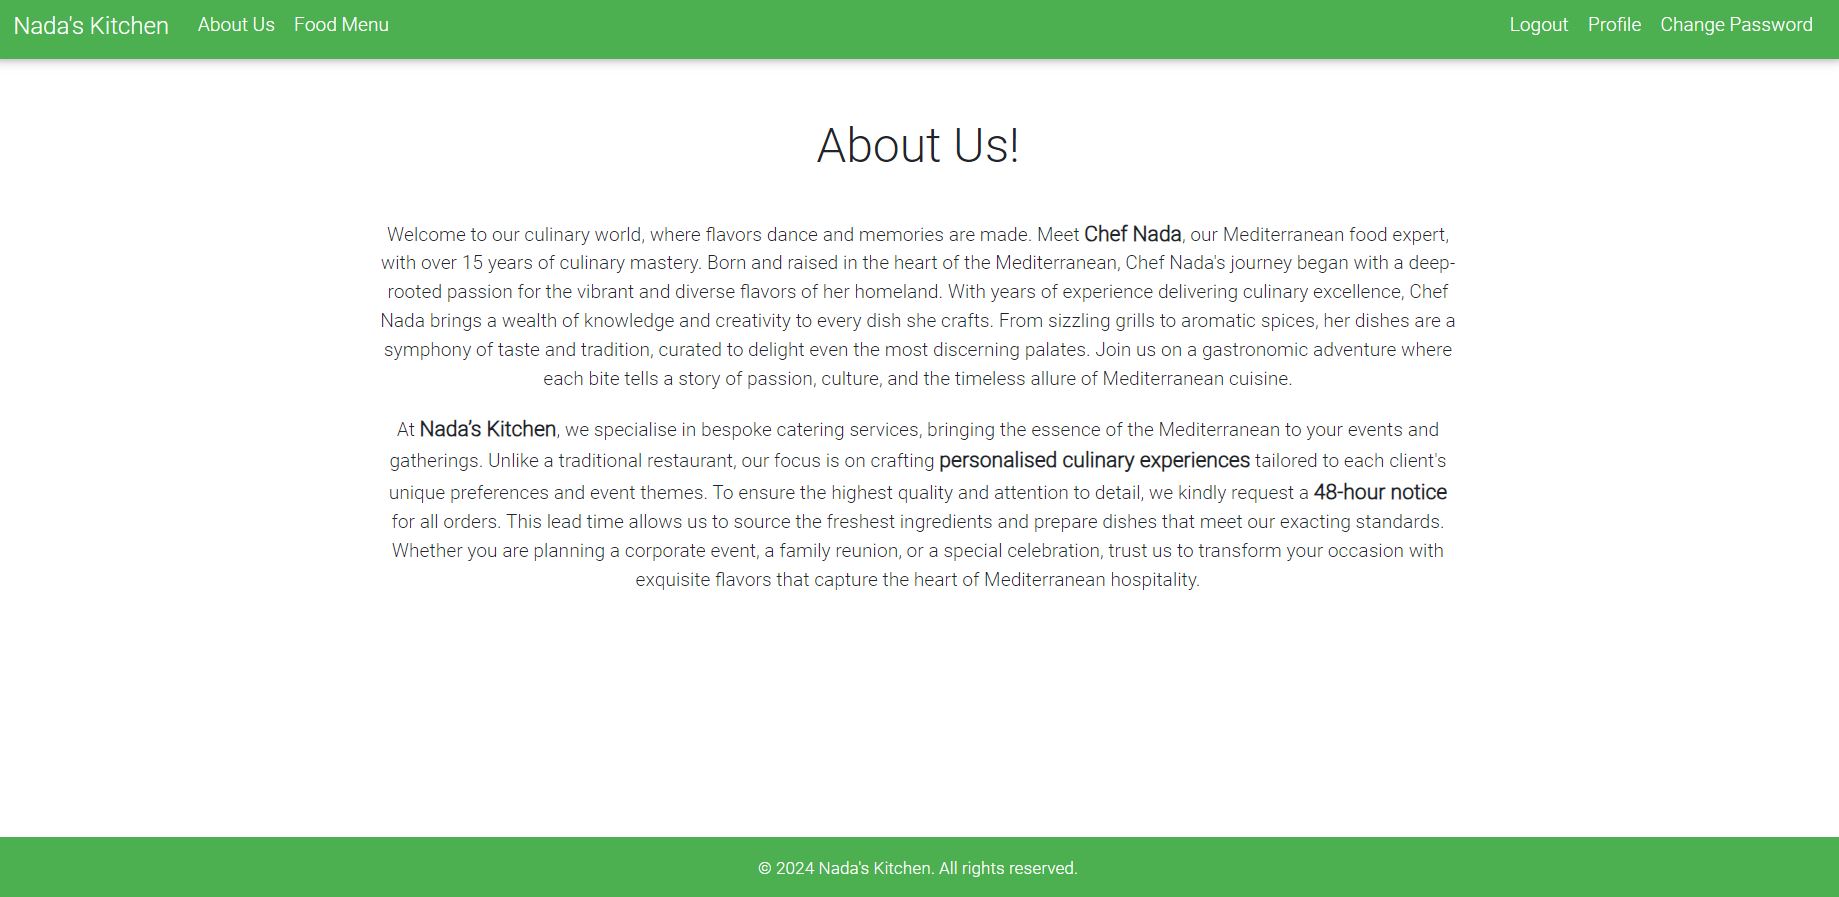 Nada's Kitchen About Us Food Menu Logout Profile Change Password
About Us!
Welcome to our culinary world, where flavors dance and memories are made. Meet Chef Nada, our Mediterranean food expert,
with over 15 years of culinary mastery. Born and raised in the heart of the Mediterranean, Chef Nada's journey began with a deep-
rooted passion for the vibrant and diverse flavors of her homeland. With years of experience delivering culinary excellence, Chef
Nada brings a wealth of knowledge and creativity to every dish she crafts. From sizzling grills to aromatic spices, her dishes are a
symphony of taste and tradition, curated to delight even the most discerning palates. Join us on a gastronomic adventure where
each bite tells a story of passion, culture, and the timeless allure of Mediterranean cuisine.
At Nada’s Kitchen, we specialise in bespoke catering services, bringing the essence of the Mediterranean to your events and
gatherings. Unlike a traditional restaurant, our focus is on crafting personalised culinary experiences tailored to each client's
unique preferences and event themes. To ensure the highest quality and attention to detail, we kindly request a 48-hour notice
for all orders. This lead time allows us to source the freshest ingredients and prepare dishes that meet our exacting standards.
Whether you are planning a corporate event, a family reunion, or a special celebration, trust us to transform your occasion with
exquisite flavors that capture the heart of Mediterranean hospitality.
© 2024 Nada's Kitchen. All rights reserved.